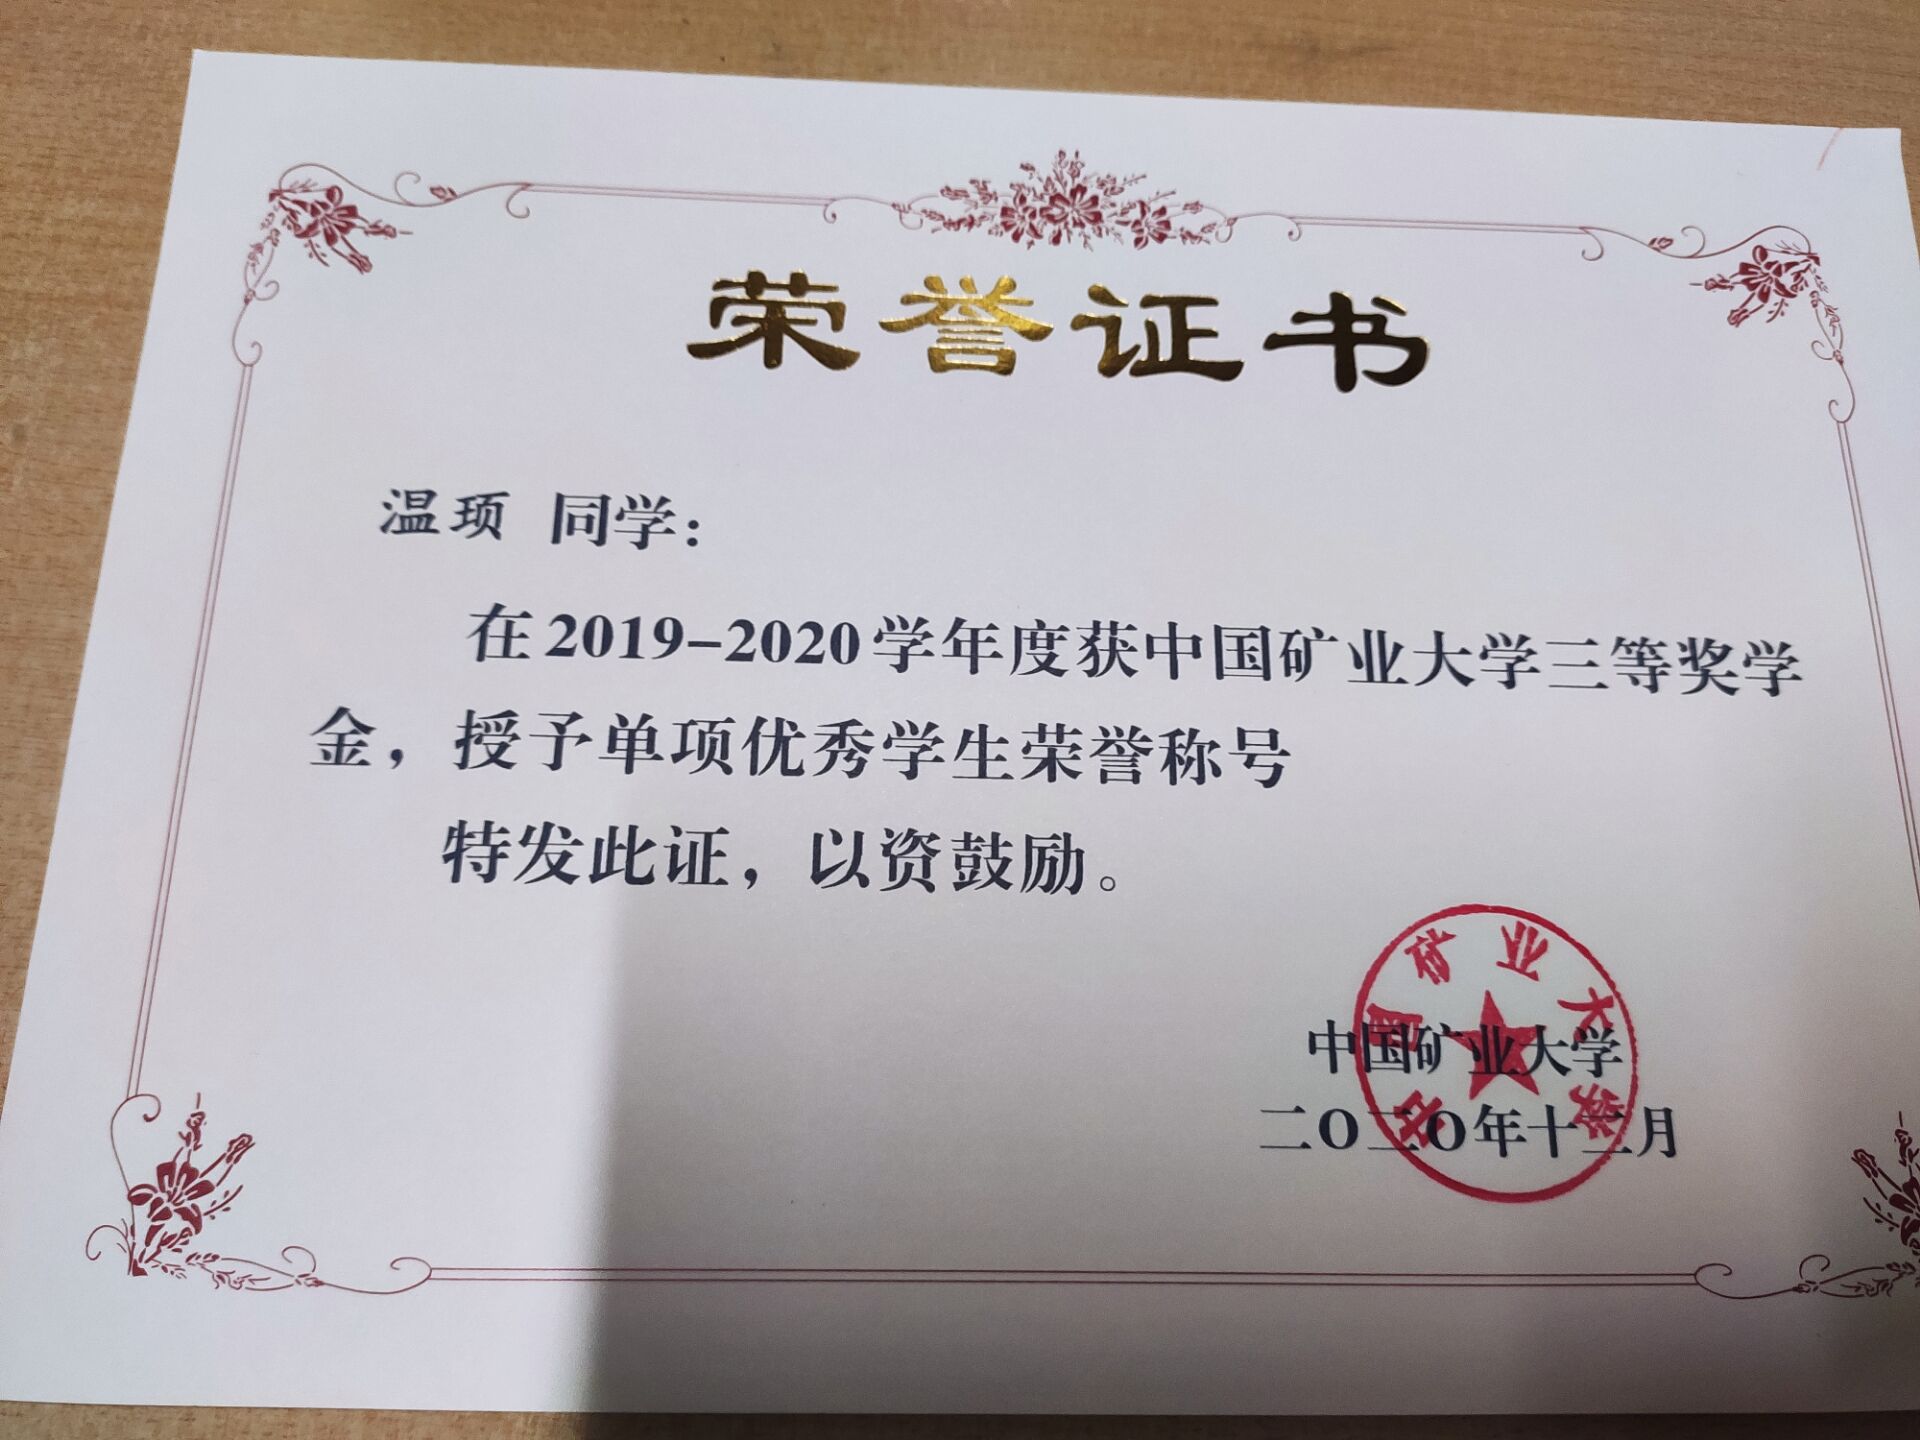 荣誉证书
温顼 同学：
在2019-2020学年度获中国矿业大学三等奖学
金，授予单项优秀学生荣誉称号
特发此证，以资鼓励。
中国矿业大学
中国矿业大学
二〇二〇年十二月